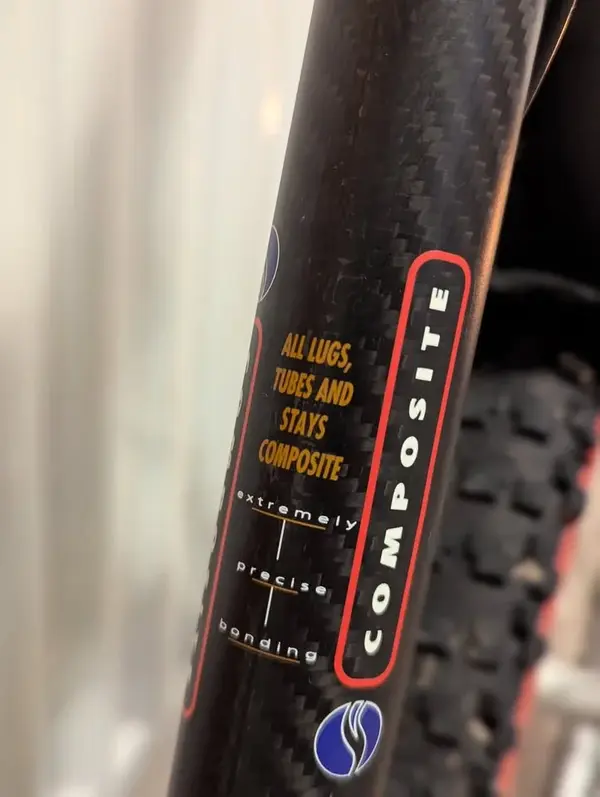 ALL LUGS,
TUBES AND
STAYS
COMPOSITE
extremely
precise
bonding
COMPOSITE